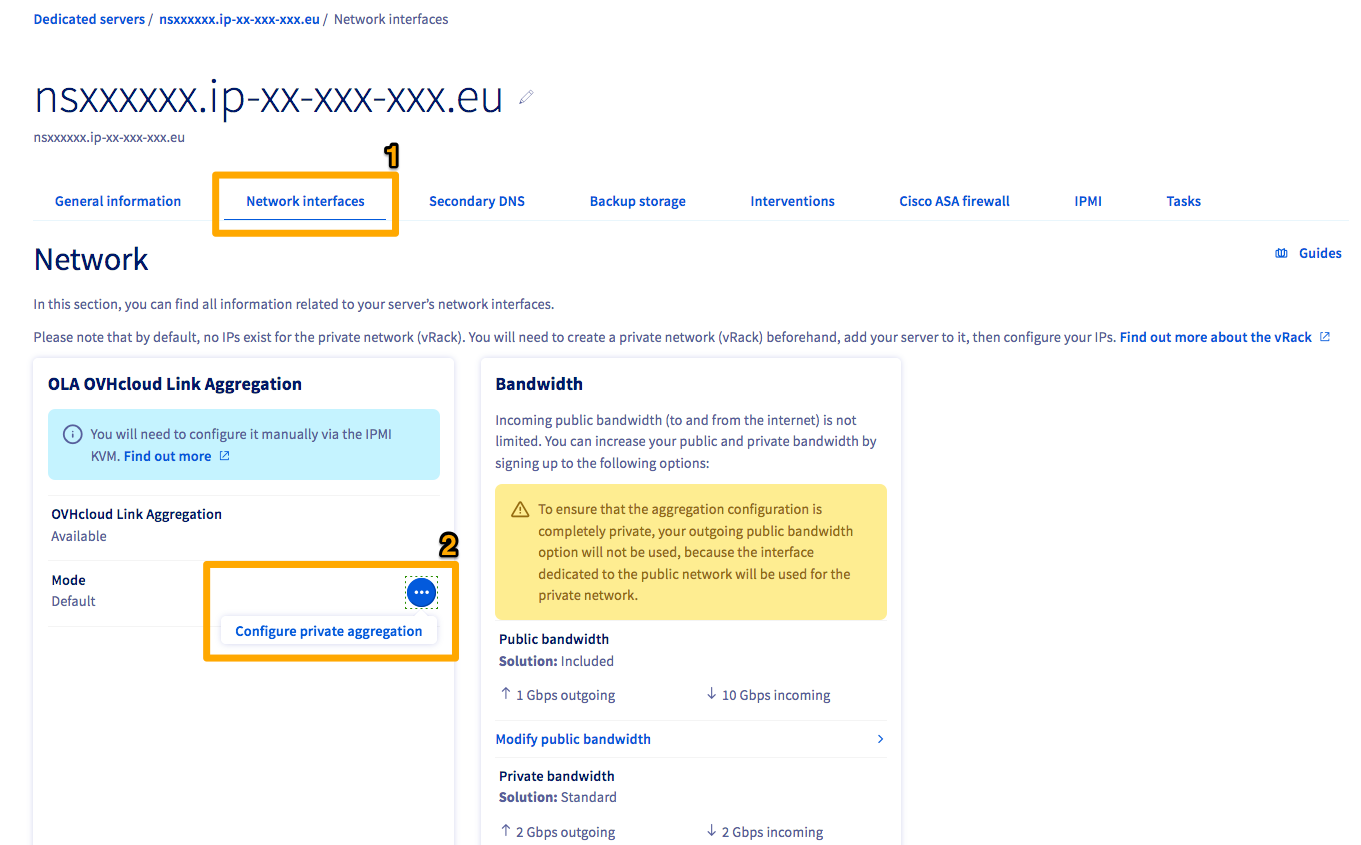 Dedicated servers / nsxxxxxx.ip-xx-xxx-xxx.eu / Network interfaces
nsxxxxxx.ip-xx-xxx-xxx.eu
nsxxxxxx.ip-xx-xxx-xxx.eu
1
General information Network interfaces Secondary DNS Backup storage Interventions Cisco ASA firewall IPMI Tasks
Network
Guides
In this section, you can find all information related to your server's network interfaces.
Please note that by default, no IPs exist for the private network (vRack). You will need to create a private network (vRack) beforehand, add your server to it, then configure your IPs. Find out more about the vRack
OLA OVHcloud Link Aggregation
You will need to configure it manually via the IPMI
KVM. Find out more
OVHcloud Link Aggregation
Available
2
Mode
Default
Configure private aggregation
Bandwidth
Incoming public bandwidth (to and from the internet) is not
limited. You can increase your public and private bandwidth by
signing up to the following options:
To ensure that the aggregation configuration is
completely private, your outgoing public bandwidth
option will not be used, because the interface
dedicated to the public network will be used for the
private network.
Public bandwidth
Solution: Included
↑ 1 Gbps outgoing ↓ 10 Gbps incoming
Modify public bandwidth
Private bandwidth
Solution: Standard
↑ 2 Gbps outgoing ↓ 2 Gbps incoming